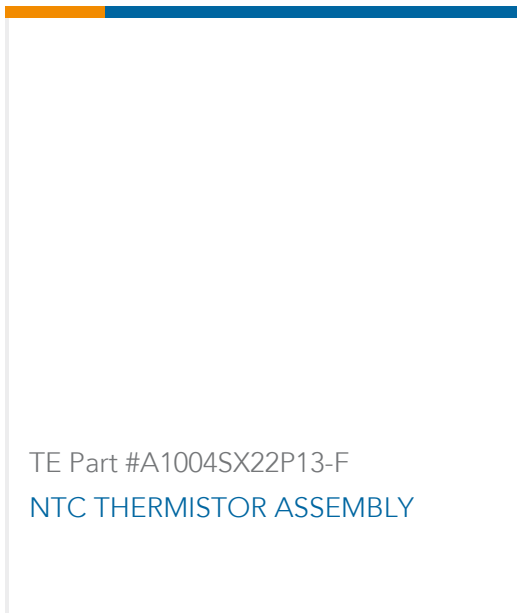 TE Part #A1004SX22P13-F
NTC THERMISTOR ASSEMBLY